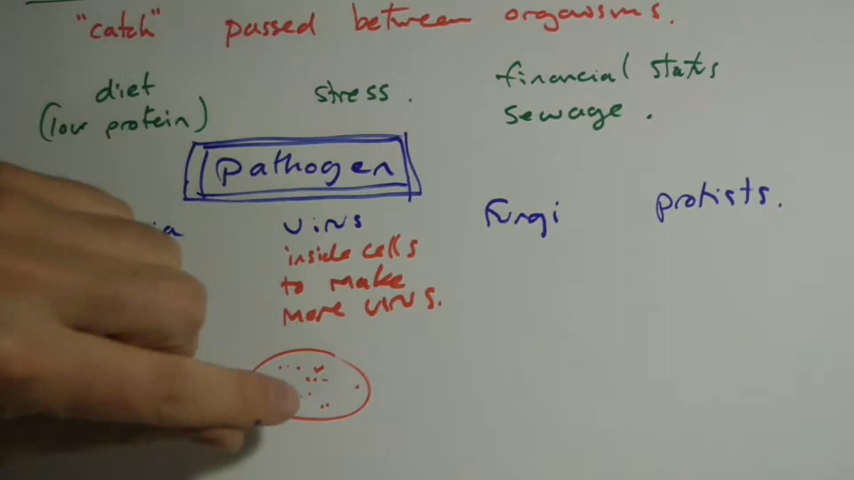 "catch" passed between organisms.
diet
(low protein)
stress.
financial status
sewage.
pathogen
virus
inside cells
to make
more virus.
fungi
protists.